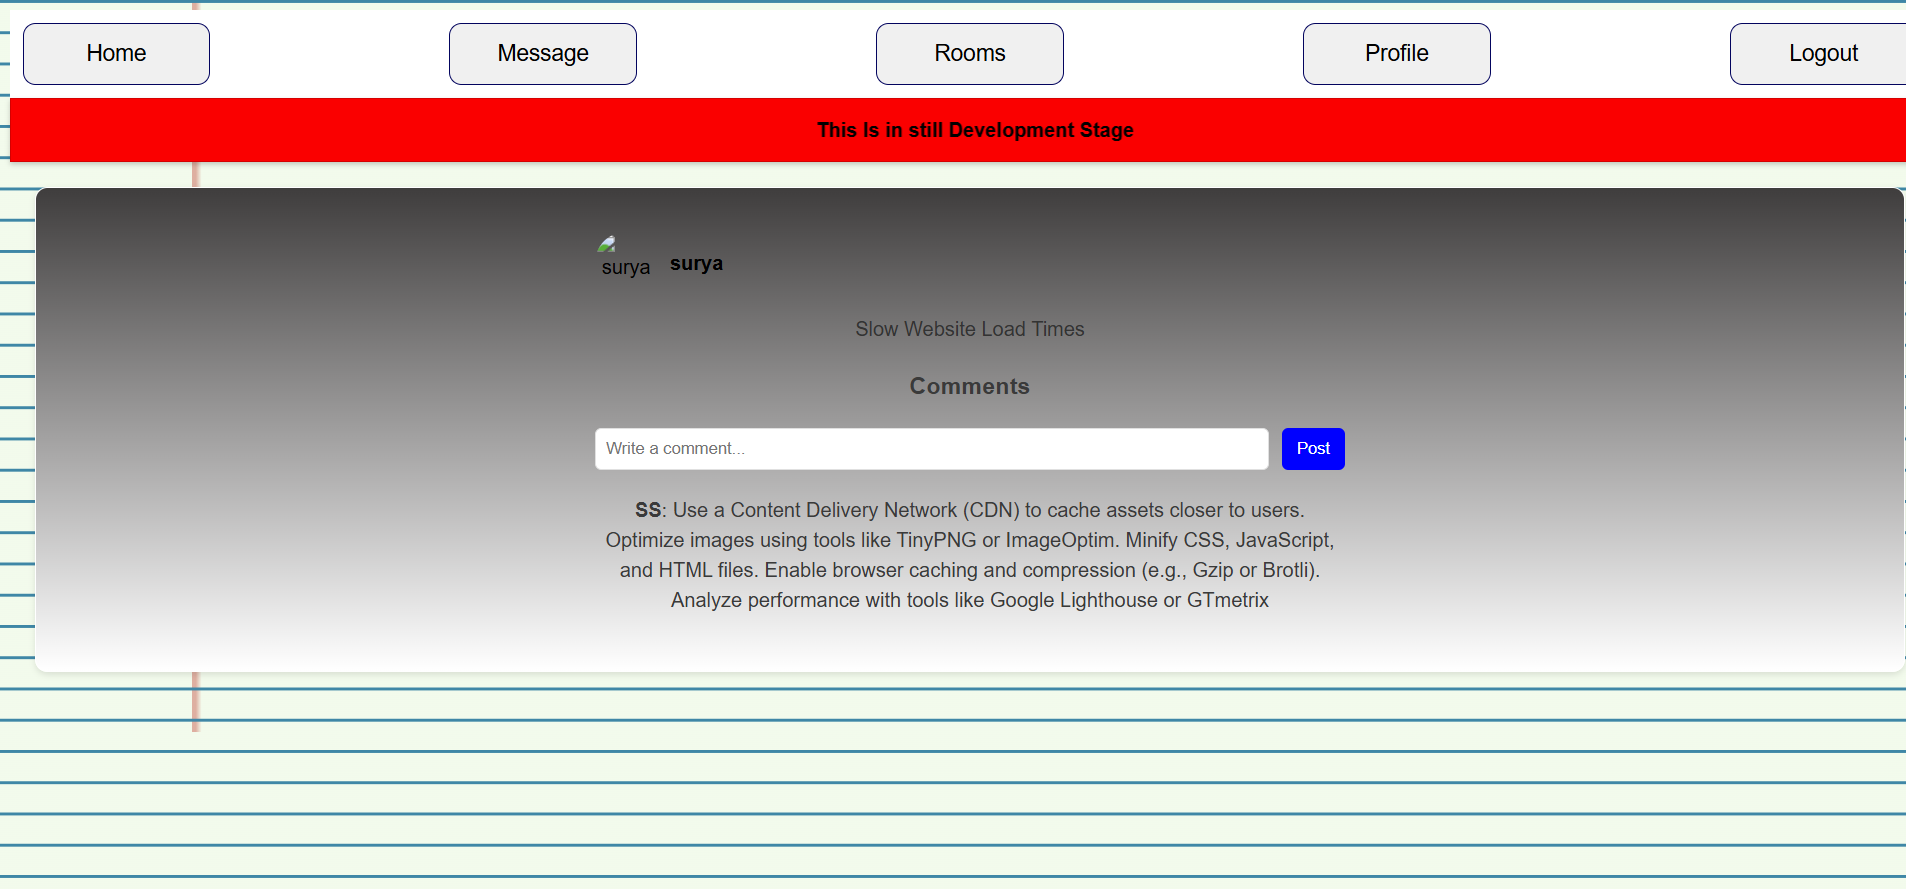 Home Message Rooms Profile Logout
This Is in still Development Stage
surya surya
Slow Website Load Times
Comments
Write a comment... Post
SS: Use a Content Delivery Network (CDN) to cache assets closer to users.
Optimize images using tools like TinyPNG or ImageOptim. Minify CSS, JavaScript,
and HTML files. Enable browser caching and compression (e.g., Gzip or Brotli).
Analyze performance with tools like Google Lighthouse or GTmetrix